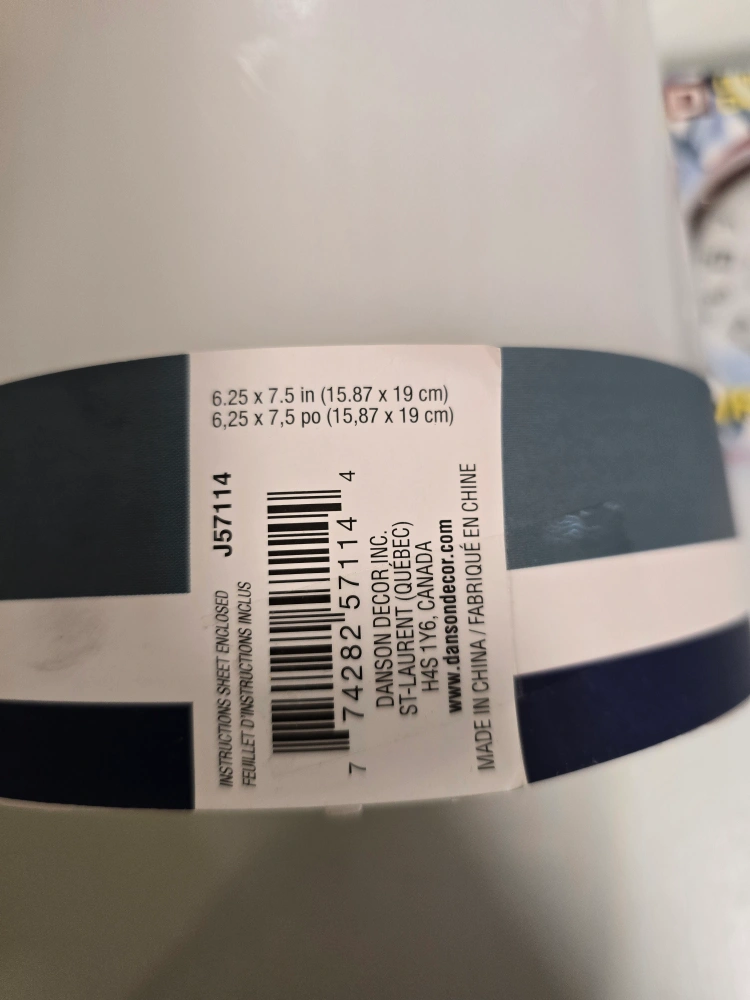 6.25 x 7.5 in (15.87 x 19 cm)
6,25 x 7,5 po (15,87 x 19 cm)
J57114
INSTRUCTIONS SHEET ENCLOSED
FEUILLET D'INSTRUCTIONS INCLUS
7 74282 57114 4
DANSON DECOR INC.
ST-LAURENT (QUÉBEC)
H4S 1Y6, CANADA
www.dansondecor.com
MADE IN CHINA / FABRIQUÉ EN CHINE